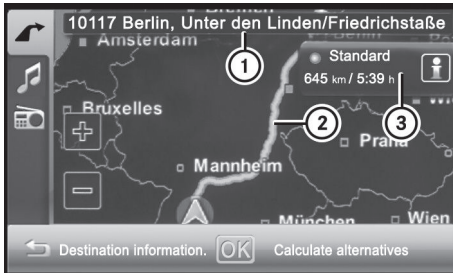 10117 Berlin, Unter den Linden/Friedrichstaße
Amsterdam
1
Standard
645 km / 5:39 h
3
Bruxelles
2
Praha
Mannheim
München
Wien
Destination information. OK Calculate alternatives